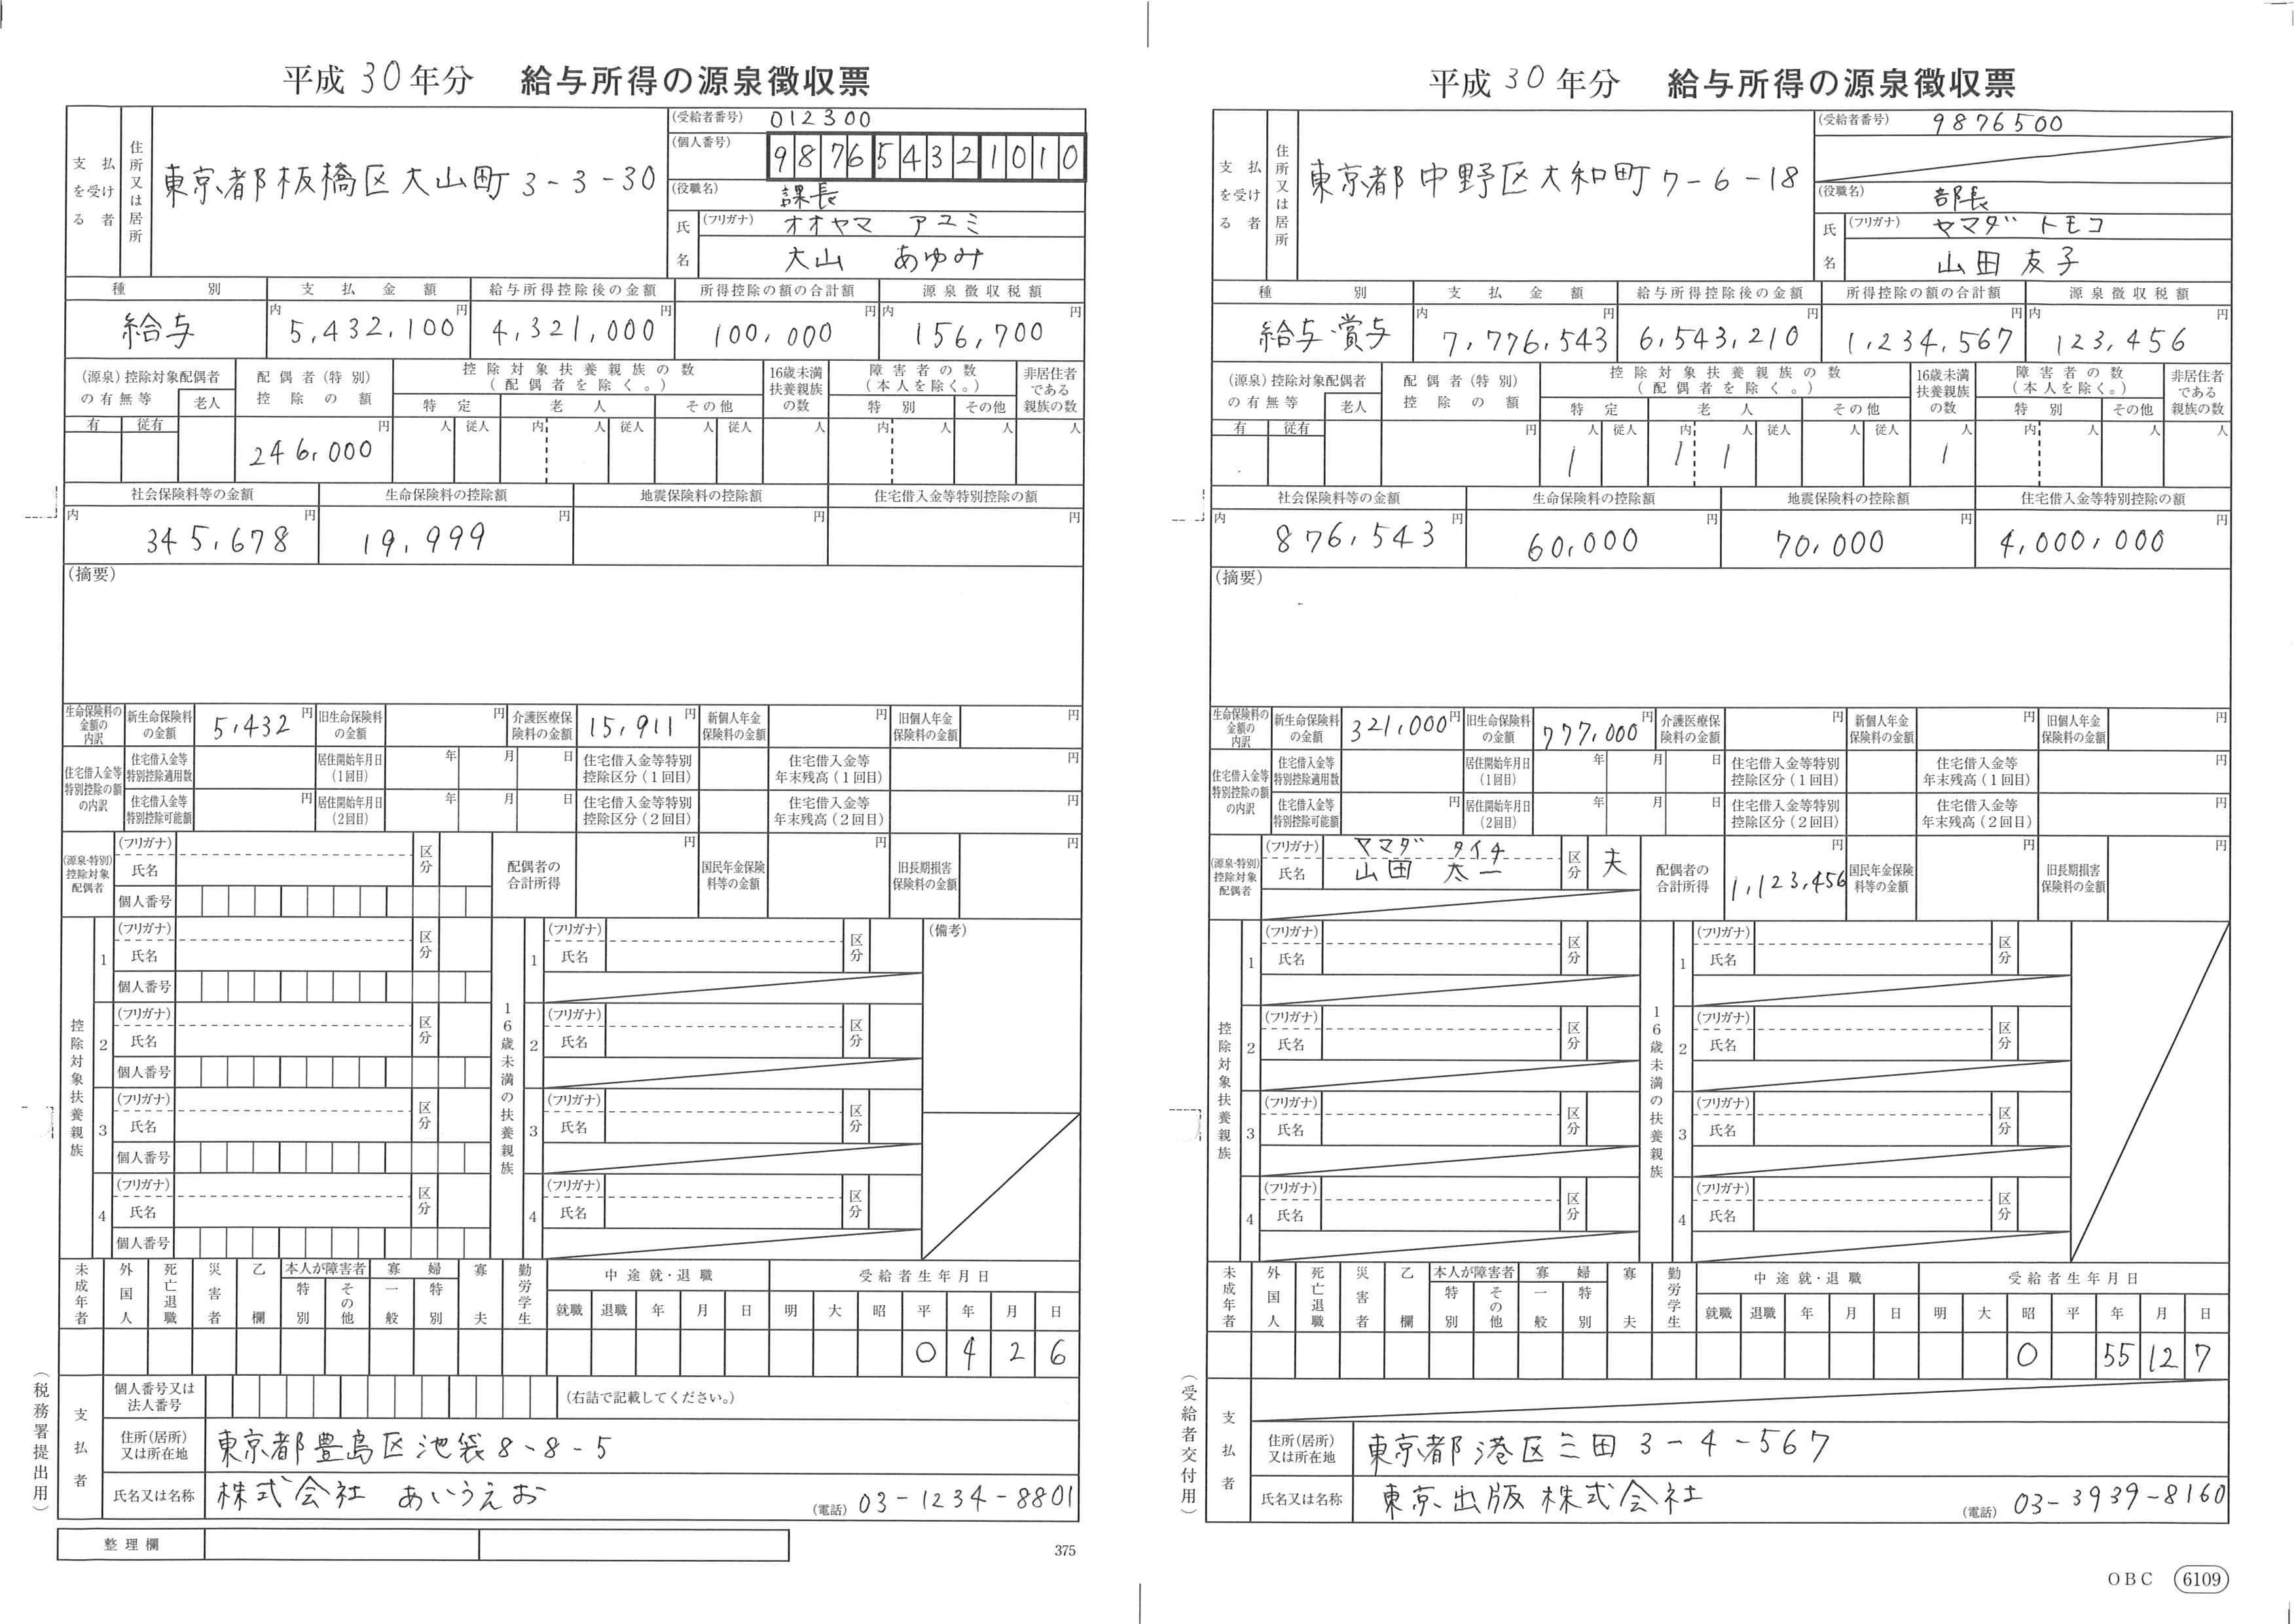 平成 30 年分 給与所得の源泉徴収票
支払を受ける者
住所又は居所
東京都板橋区大山町 3-3-30
(受給者番号) 012300
(個人番号) 987654321010
(役職名) 課長
氏名
(フリガナ) オオヤマ アユミ
大山 あゆみ
種別 支払金額 給与所得控除後の金額 所得控除の額の合計額 源泉徴収税額
給与 内 5,432,100 円 4,321,000 円 100,000 円 内 156,700 円
(源泉)控除対象配偶者の有無等 老人 配偶者(特別)控除の額 控除対象扶養親族の数(配偶者を除く。) 16歳未満扶養親族の数 障害者の数(本人を除く。) 非居住者である親族の数
特定 老人 その他 特別 その他
有 従有 円 人 従人 内 人 従人 人 従人 人 内 人 人 人
246,000
社会保険料等の金額 生命保険料の控除額 地震保険料の控除額 住宅借入金等特別控除の額
内 345,678 円 19,999 円 円 円
(摘要)
生命保険料の金額の内訳 新生命保険料の金額 5,432 円 旧生命保険料の金額 円 介護医療保険料の金額 15,911 円 新個人年金保険料の金額 円 旧個人年金保険料の金額 円
住宅借入金等特別控除の額の内訳
住宅借入金等特別控除適用数 居住開始年月日(1回目) 年 月 日 住宅借入金等特別控除区分(1回目) 住宅借入金等年末残高(1回目) 円
住宅借入金等特別控除可能額 円 居住開始年月日(2回目) 年 月 日 住宅借入金等特別控除区分(2回目) 住宅借入金等年末残高(2回目) 円
(源泉・特別)控除対象配偶者 (フリガナ) 氏名 区分 個人番号 配偶者の合計所得 円 国民年金保険料等の金額 円 旧長期損害保険料の金額 円
控除対象扶養親族 16歳未満の扶養親族 (備考)
1 (フリガナ) 氏名 区分 個人番号 1 (フリガナ) 氏名 区分
2 (フリガナ) 氏名 区分 個人番号 2 (フリガナ) 氏名 区分
3 (フリガナ) 氏名 区分 個人番号 3 (フリガナ) 氏名 区分
4 (フリガナ) 氏名 区分 個人番号 4 (フリガナ) 氏名 区分
未成年者 外国人 死亡退職 災害者 乙欄 本人が障害者 特別 その他 寡婦 一般 特別 寡夫 勤労学生 中途就・退職 受給者生年月日
就職 退職 年 月 日 明 大 昭 平 年 月 日
0 4 2 6
(税務署提出用)
支払者
個人番号又は法人番号 (右詰で記載してください。)
住所(居所)又は所在地 東京都豊島区池袋8-8-5
氏名又は名称 株式会社 あいうえお (電話) 03-1234-8801
整理欄
375
平成 30 年分 給与所得の源泉徴収票
支払を受ける者
住所又は居所
東京都中野区大和町7-6-18
(受給者番号) 9876500
(役職名) 部長
氏名
(フリガナ) ヤマダ トモコ
山田 友子
種別 支払金額 給与所得控除後の金額 所得控除の額の合計額 源泉徴収税額
給与・賞与 内 7,776,543 円 6,543,210 円 1,234,567 円 内 123,456 円
(源泉)控除対象配偶者の有無等 老人 配偶者(特別)控除の額 控除対象扶養親族の数(配偶者を除く。) 16歳未満扶養親族の数 障害者の数(本人を除く。) 非居住者である親族の数
特定 老人 その他 特別 その他
有 従有 円 人 従人 内 人 従人 人 従人 人 内 人 人 人
1 1 1 1
社会保険料等の金額 生命保険料の控除額 地震保険料の控除額 住宅借入金等特別控除の額
内 876,543 円 60,000 円 70,000 円 4,000,000 円
(摘要)
生命保険料の金額の内訳 新生命保険料の金額 321,000 円 旧生命保険料の金額 777,000 円 介護医療保険料の金額 円 新個人年金保険料の金額 円 旧個人年金保険料の金額 円
住宅借入金等特別控除の額の内訳
住宅借入金等特別控除適用数 居住開始年月日(1回目) 年 月 日 住宅借入金等特別控除区分(1回目) 住宅借入金等年末残高(1回目) 円
住宅借入金等特別控除可能額 円 居住開始年月日(2回目) 年 月 日 住宅借入金等特別控除区分(2回目) 住宅借入金等年末残高(2回目) 円
(源泉・特別)控除対象配偶者 (フリガナ) ヤマダ タイチ 氏名 山田 太一 区分 夫 配偶者の合計所得 1,123,456 円 国民年金保険料等の金額 円 旧長期損害保険料の金額 円
控除対象扶養親族 16歳未満の扶養親族
1 (フリガナ) 氏名 区分 1 (フリガナ) 氏名 区分
2 (フリガナ) 氏名 区分 2 (フリガナ) 氏名 区分
3 (フリガナ) 氏名 区分 3 (フリガナ) 氏名 区分
4 (フリガナ) 氏名 区分 4 (フリガナ) 氏名 区分
未成年者 外国人 死亡退職 災害者 乙欄 本人が障害者 特別 その他 寡婦 一般 特別 寡夫 勤労学生 中途就・退職 受給者生年月日
就職 退職 年 月 日 明 大 昭 平 年 月 日
0 55 12 7
(受給者交付用)
支払者
住所(居所)又は所在地 東京都港区三田 3-4-567
氏名又は名称 東京出版株式会社 (電話) 03-3939-8160
OBC 6109